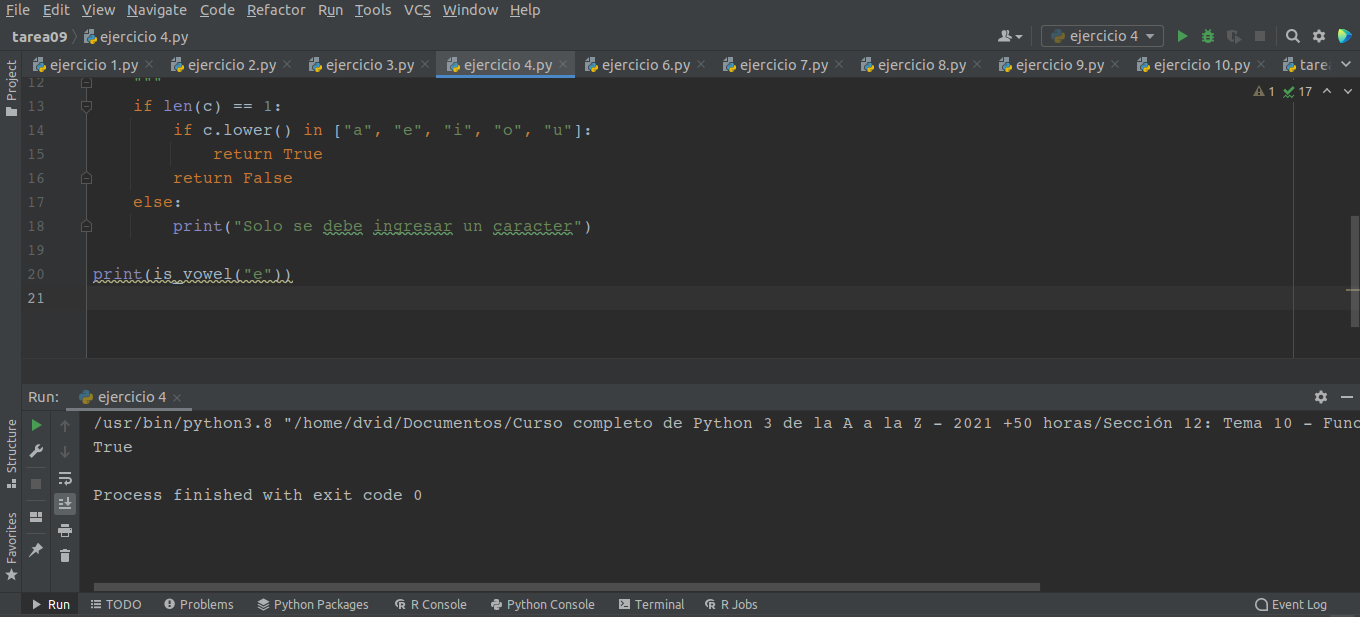 File Edit View Navigate Code Refactor Run Tools VCS Window Help
tarea09 ejercicio 4.py ejercicio 4
ejercicio 1.py ejercicio 2.py ejercicio 3.py ejercicio 4.py ejercicio 6.py ejercicio 7.py ejercicio 8.py ejercicio 9.py ejercicio 10.py tarea
Project
12 """
1 17
13 if len(c) == 1:
14 if c.lower() in ["a", "e", "i", "o", "u"]:
15 return True
16 return False
17 else:
18 print("Solo se debe ingresar un caracter")
19
20 print(is_vowel("e"))
21
Run: ejercicio 4
/usr/bin/python3.8 "/home/dvid/Documentos/Curso completo de Python 3 de la A a la Z - 2021 +50 horas/Sección 12: Tema 10 - Func
True
Process finished with exit code 0
Structure
Favorites
Run TODO Problems Python Packages R Console Python Console Terminal R Jobs Event Log